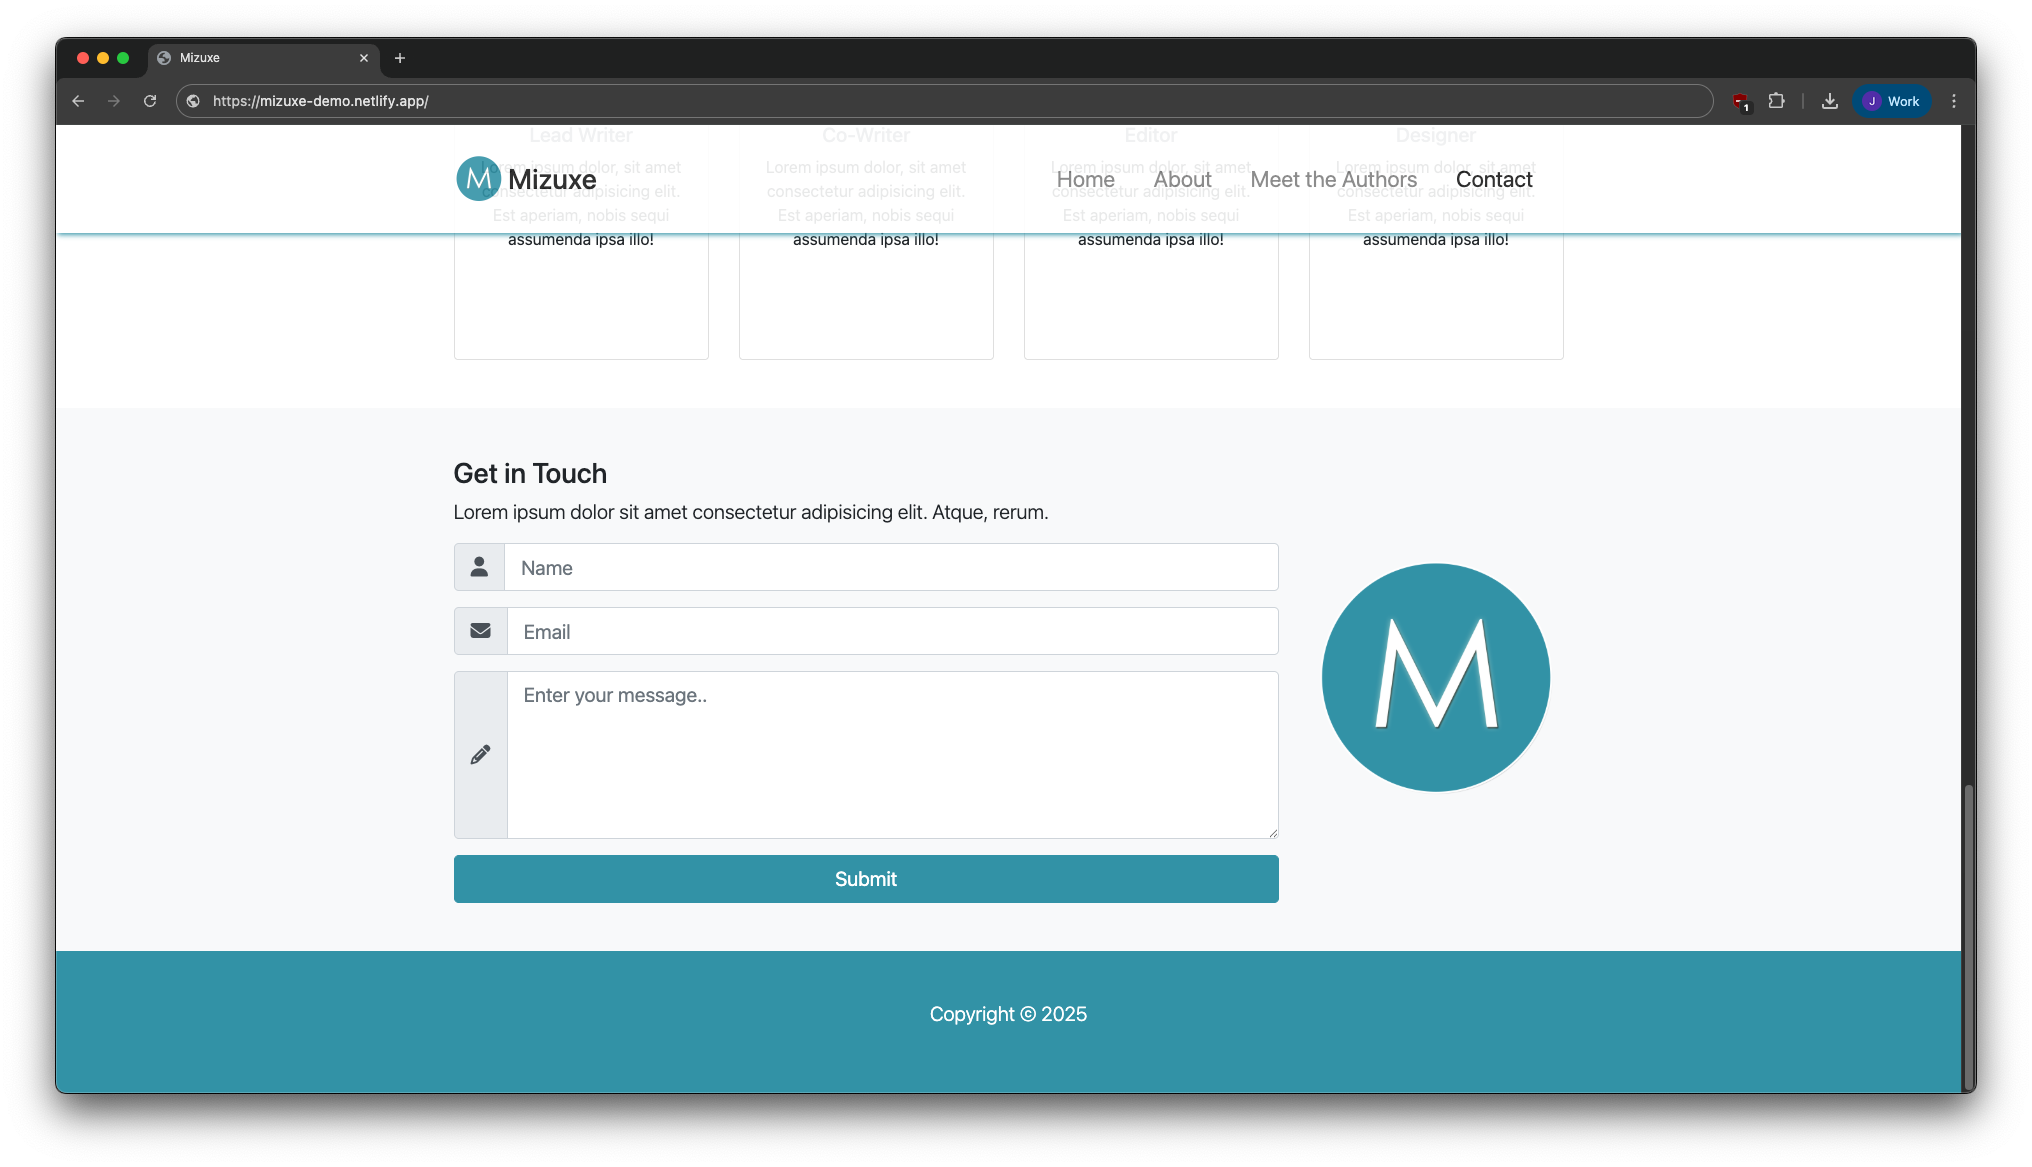 Mizuxe
https://mizuxe-demo.netlify.app/
1
J Work
Lead Writer
Lorem ipsum dolor, sit amet
consectetur adipisicing elit.
Est aperiam, nobis sequi
assumenda ipsa illo!
Co-Writer
Lorem ipsum dolor, sit amet
consectetur adipisicing elit.
Est aperiam, nobis sequi
assumenda ipsa illo!
Editor
Lorem ipsum dolor, sit amet
consectetur adipisicing elit.
Est aperiam, nobis sequi
assumenda ipsa illo!
Designer
Lorem ipsum dolor, sit amet
consectetur adipisicing elit.
Est aperiam, nobis sequi
assumenda ipsa illo!
M Mizuxe
Home About Meet the Authors Contact
Get in Touch
Lorem ipsum dolor sit amet consectetur adipisicing elit. Atque, rerum.
Name
Email
Enter your message..
Submit
M
Copyright © 2025